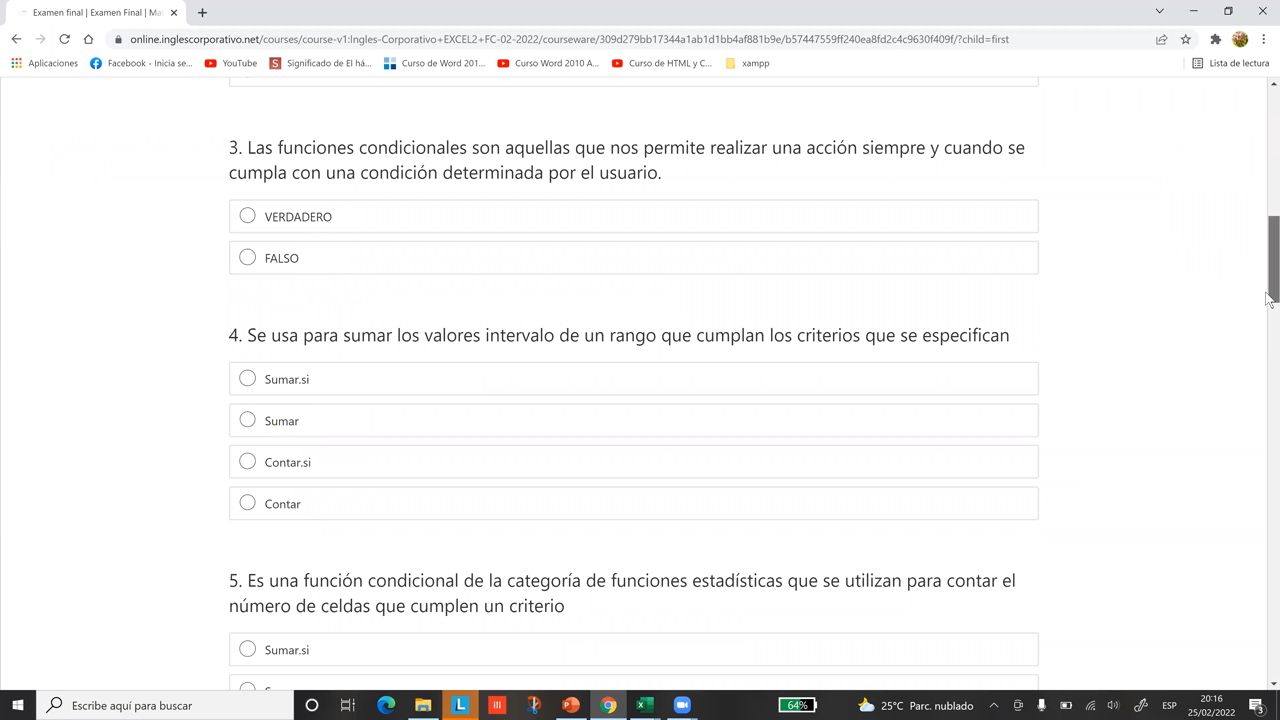 Examen final | Examen Final | Ma
online.inglescorporativo.net/courses/course-v1:Ingles-Corporativo+EXCEL2+FC-02-2022/courseware/309d279bb17344a1ab1d1bb4af881b9e/b57447559ff240ea8fd2c4c9630f409f/?child=first
Aplicaciones Facebook - Inicia se... YouTube S Significado de El há... Curso de Word 201... Curso Word 2010 A... Curso de HTML y C... xampp Lista de lectura
3. Las funciones condicionales son aquellas que nos permite realizar una acción siempre y cuando se
cumpla con una condición determinada por el usuario.
VERDADERO
FALSO
4. Se usa para sumar los valores intervalo de un rango que cumplan los criterios que se especifican
Sumar.si
Sumar
Contar.si
Contar
5. Es una función condicional de la categoría de funciones estadísticas que se utilizan para contar el
número de celdas que cumplen un criterio
Sumar.si
Escribe aquí para buscar 64% 25°C Parc. nublado ESP 20:16
25/02/2022 3